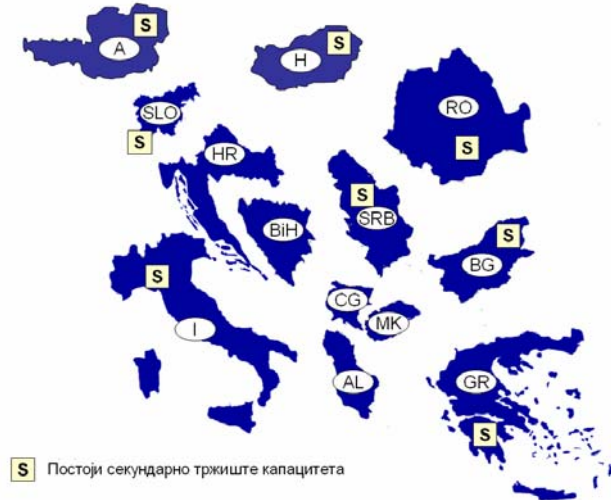 S
A
S
H
RO
SLO
S
S
HR
S
SRB
BiH
S
BG
S
CG
MK
I
AL
GR
S
S Постоји секундарно тржиште капацитета